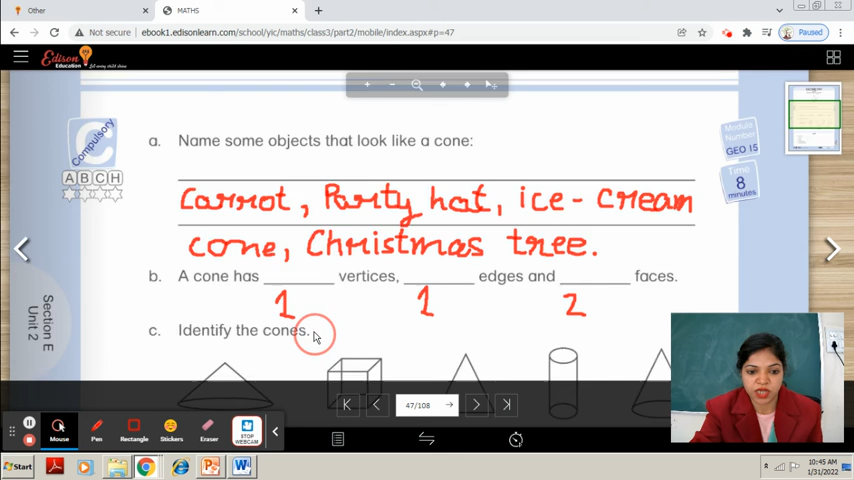 Other
MATHS
Not secure ebook1.edisonlearn.com/school/yic/maths/class3/part2/mobile/index.aspx#p=47
Paused
Edison
Education
Compulsory
C
A B C H
a. Name some objects that look like a cone:
Carrot, Party hat, ice-cream
cone, Christmas tree.
b. A cone has ______ vertices, ______ edges and ______ faces.
1 1 2
c. Identify the cones.
Module
Number
GEO 15
Time
8
minutes
Section E
Unit 2
47/108
Mouse
Pen
Rectangle
Stickers
Eraser
STOP
WEBCAM
Start
10:45 AM
1/31/2022